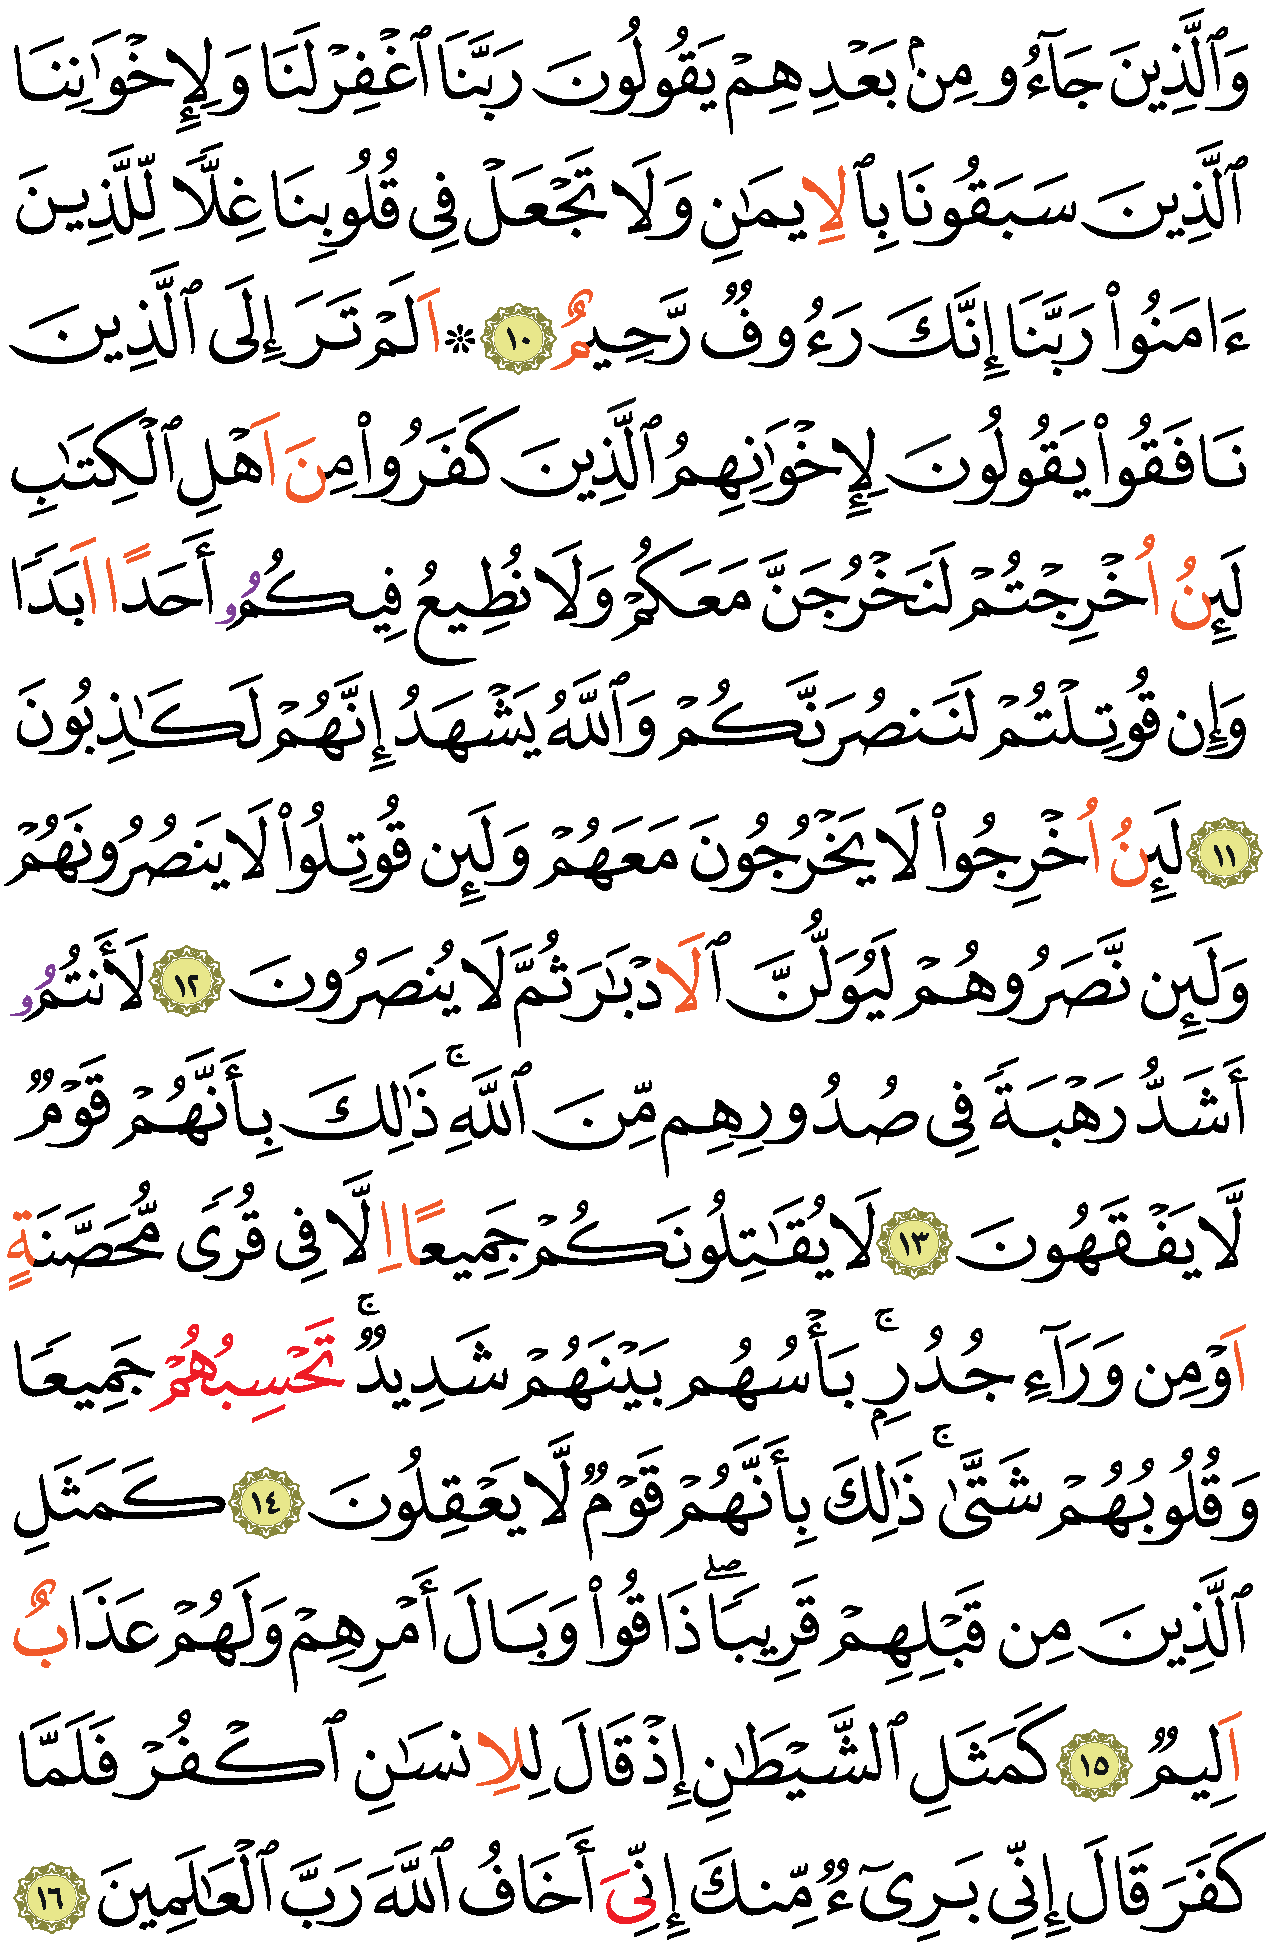 وَٱلَّذِينَ جَآءُو مِنۢ بَعْدِهِمْ يَقُولُونَ رَبَّنَا ٱغْفِرْ لَنَا وَلِإِخْوَٰنِنَا
ٱلَّذِينَ سَبَقُونَا بِٱلِايمَٰنِ وَلَا تَجْعَلْ فِى قُلُوبِنَا غِلًّا لِّلَّذِينَ
ءَامَنُوا۟ رَبَّنَا إِنَّكَ رَءُوفٌ رَّحِيمٌ ١٠ ۞ اَلَمْ تَرَ إِلَى ٱلَّذِينَ
نَافَقُوا۟ يَقُولُونَ لِإِخْوَٰنِهِمُ ٱلَّذِينَ كَفَرُوا۟ مِنَ اَهْلِ ٱلْكِتَٰبِ
لَئِنُ اُخْرِجْتُمْ لَنَخْرُجَنَّ مَعَكُمْ وَلَا نُطِيعُ فِيكُمُۥ أَحَدًا اَبَدًا
وَإِن قُوتِلْتُمْ لَنَنصُرَنَّكُمْ وَٱللَّهُ يَشْهَدُ إِنَّهُمْ لَكَٰذِبُونَ
١١ لَئِنُ اُخْرِجُوا۟ لَا يَخْرُجُونَ مَعَهُمْ وَلَئِن قُوتِلُوا۟ لَا يَنصُرُونَهُمْ
وَلَئِن نَّصَرُوهُمْ لَيُوَلُّنَّ ٱلَادْبَٰرَ ثُمَّ لَا يُنصَرُونَ ١٢ لَأَنتُمُۥ
أَشَدُّ رَهْبَةً فِى صُدُورِهِم مِّنَ ٱللَّهِ ۚ ذَٰلِكَ بِأَنَّهُمْ قَوْمٌ
لَّا يَفْقَهُونَ ١٣ لَا يُقَٰتِلُونَكُمْ جَمِيعًا اِلَّا فِى قُرًى مُّحَصَّنَةٍ
اَوْ مِن وَرَآءِ جُدُرٍۭ ۚ بَأْسُهُم بَيْنَهُمْ شَدِيدٌ ۚ تَحْسِبُهُمْ جَمِيعًا
وَقُلُوبُهُمْ شَتَّىٰ ۚ ذَٰلِكَ بِأَنَّهُمْ قَوْمٌ لَّا يَعْقِلُونَ ١٤ كَمَثَلِ
ٱلَّذِينَ مِن قَبْلِهِمْ قَرِيبًا ۖ ذَاقُوا۟ وَبَالَ أَمْرِهِمْ وَلَهُمْ عَذَابٌ
اَلِيمٌ ١٥ كَمَثَلِ ٱلشَّيْطَٰنِ إِذْ قَالَ لِلِانسَٰنِ ٱكْفُرْ فَلَمَّا
كَفَرَ قَالَ إِنِّى بَرِىٓءٌ مِّنكَ إِنِّىَ أَخَافُ ٱللَّهَ رَبَّ ٱلْعَٰلَمِينَ ١٦